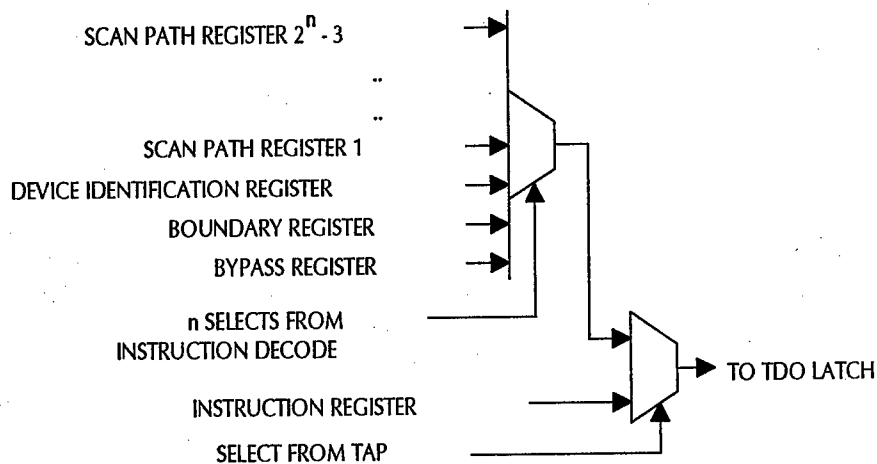 SCAN PATH REGISTER 2^n - 3
..
..
SCAN PATH REGISTER 1
DEVICE IDENTIFICATION REGISTER
BOUNDARY REGISTER
BYPASS REGISTER
n SELECTS FROM
INSTRUCTION DECODE
TO TDO LATCH
INSTRUCTION REGISTER
SELECT FROM TAP